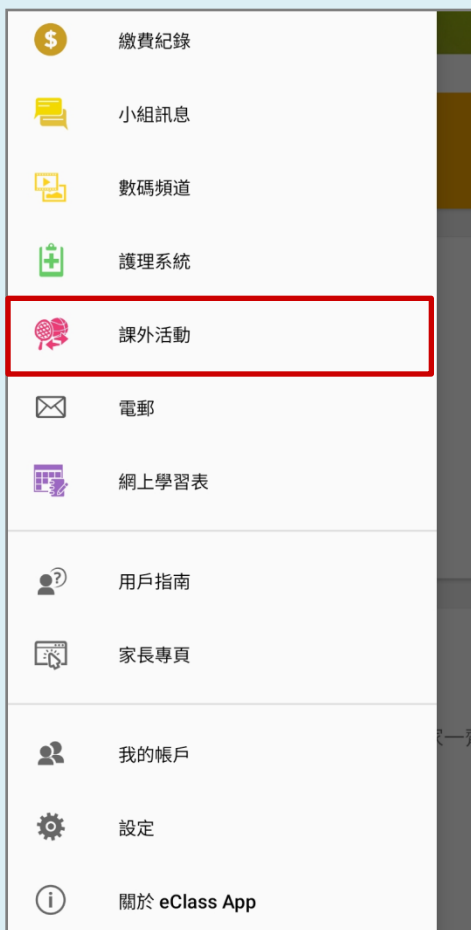 繳費紀錄
小組訊息
數碼頻道
護理系統
課外活動
電郵
網上學習表
用戶指南
家長專頁
我的帳戶
設定
關於 eClass App